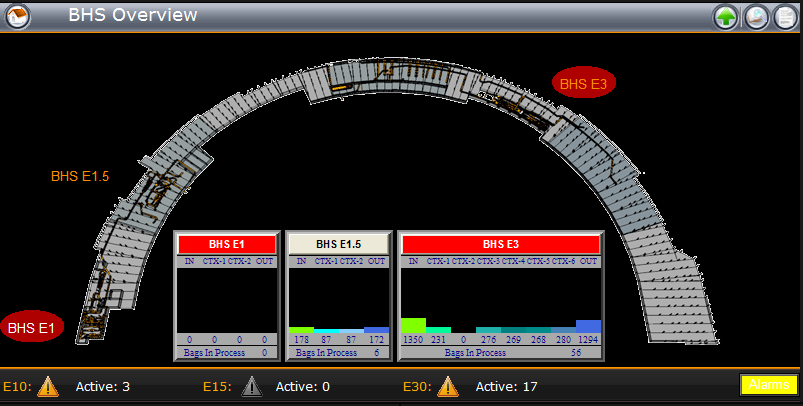 BHS Overview
BHS E3
BHS E1.5
BHS E1
BHS E1
IN CTX-1 CTX-2 OUT
0 0 0 0
Bags In Process 0
BHS E1.5
IN CTX-1 CTX-2 OUT
178 87 87 172
Bags In Process 6
BHS E3
IN CTX-1 CTX-2 CTX-3 CTX-4 CTX-5 CTX-6 OUT
1350 231 0 276 269 268 280 1294
Bags In Process 56
E10: Active: 3 E15: Active: 0 E30: Active: 17 Alarms